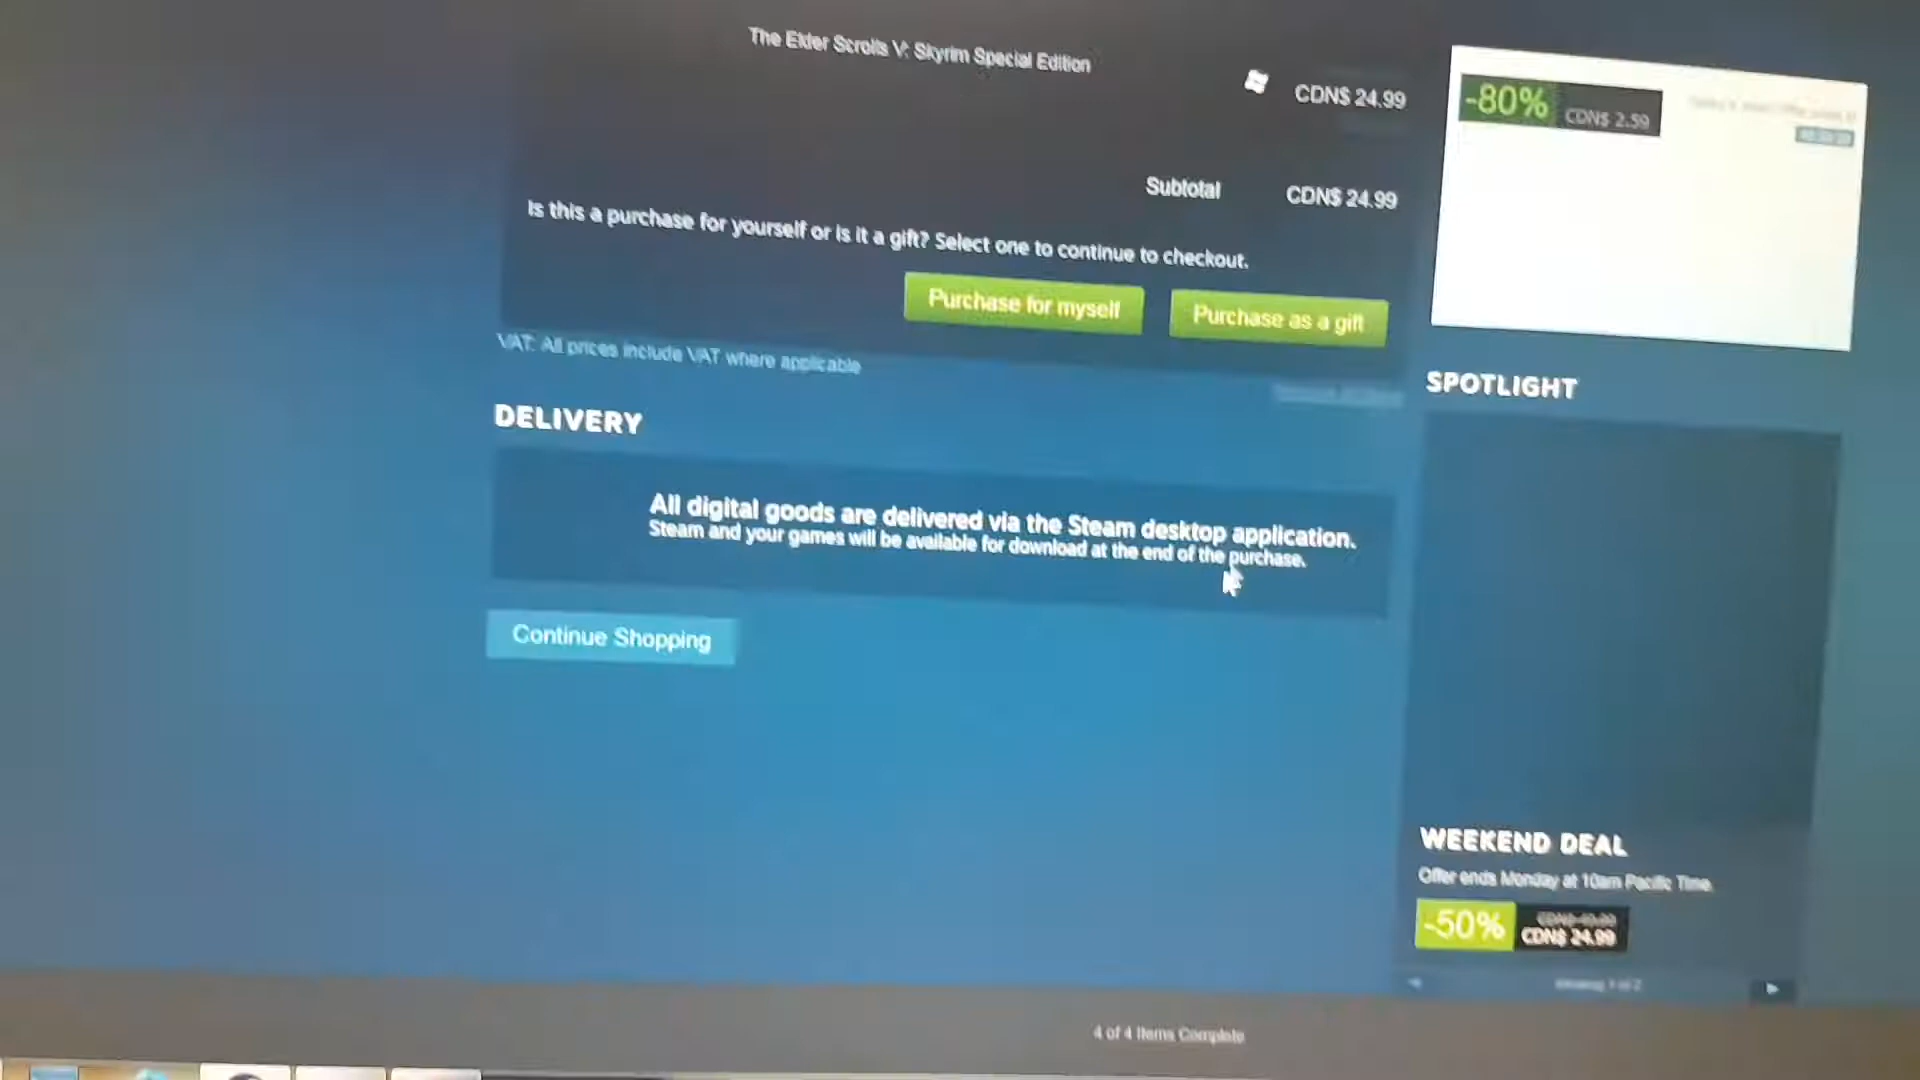 The Elder Scrolls V: Skyrim Special Edition
CDN$ 24.99
Subtotal
CDN$ 24.99
Is this a purchase for yourself or is it a gift? Select one to continue to checkout.
Purchase for myself
Purchase as a gift
VAT: All prices include VAT where applicable
DELIVERY
All digital goods are delivered via the Steam desktop application.
Steam and your games will be available for download at the end of the purchase.
Continue Shopping
-80%
CDN$ 2.59
SPOTLIGHT
WEEKEND DEAL
Offer ends Monday at 10am Pacific Time.
-50%
CDN$ 24.99
4 of 4 Items Complete